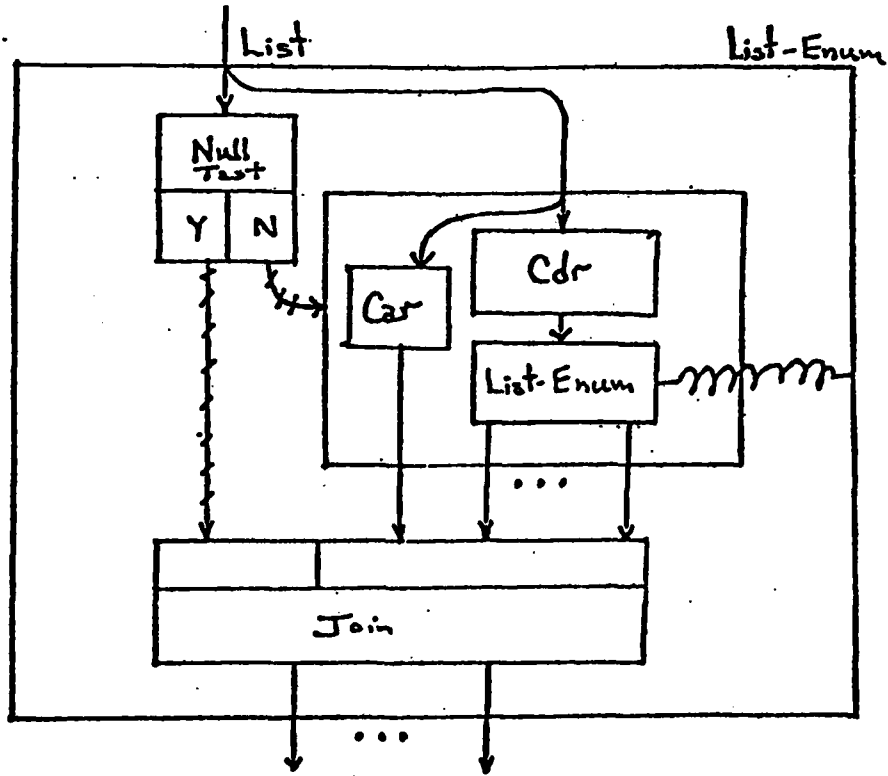 List
List-Enum
Null
Test
Y
N
Cdr
Car
List-Enum
...
Join
...